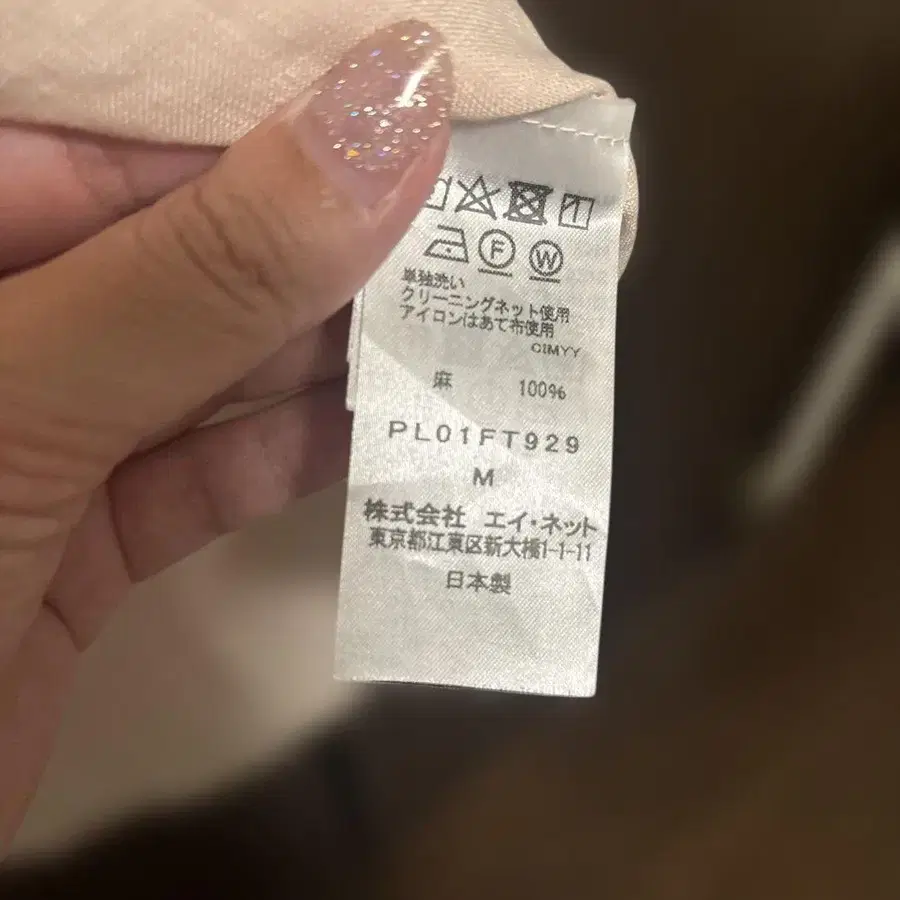 F W
単独洗い
クリーニングネット使用
アイロンはあて布使用
CIMYY
麻 100%
PL01FT929
M
株式会社 エイ・ネット
東京都江東区新大橋1-1-11
日本製